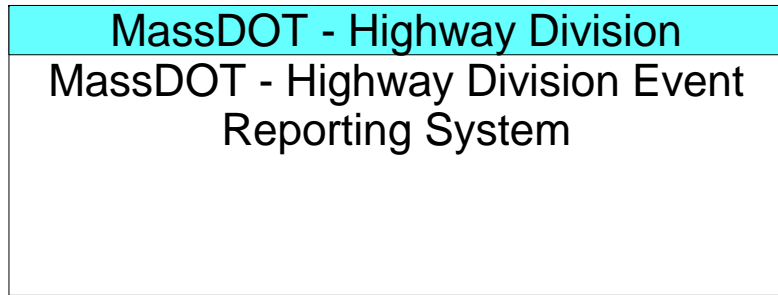 MassDOT - Highway Division
MassDOT - Highway Division Event
Reporting System